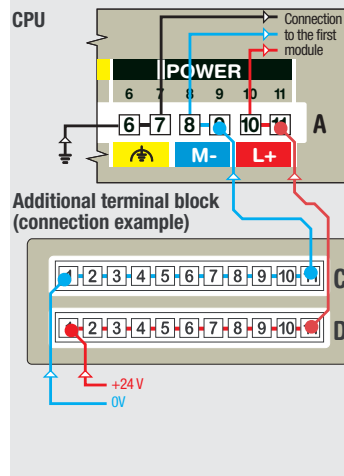 CPU
Connection
to the first
module
POWER
6 7 8 9 10 11
6 7 8 9 10 11
A
M- L+
Additional terminal block
(connection example)
1 2 3 4 5 6 7 8 9 10 11
C
1 2 3 4 5 6 7 8 9 10 11
D
+24 V
0V